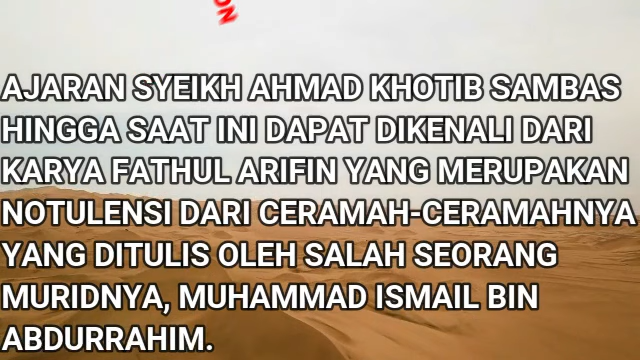 AJARAN SYEIKH AHMAD KHOTIB SAMBAS
HINGGA SAAT INI DAPAT DIKENALI DARI
KARYA FATHUL ARIFIN YANG MERUPAKAN
NOTULENSI DARI CERAMAH-CERAMAHNYA
YANG DITULIS OLEH SALAH SEORANG
MURIDNYA, MUHAMMAD ISMAIL BIN
ABDURRAHIM.